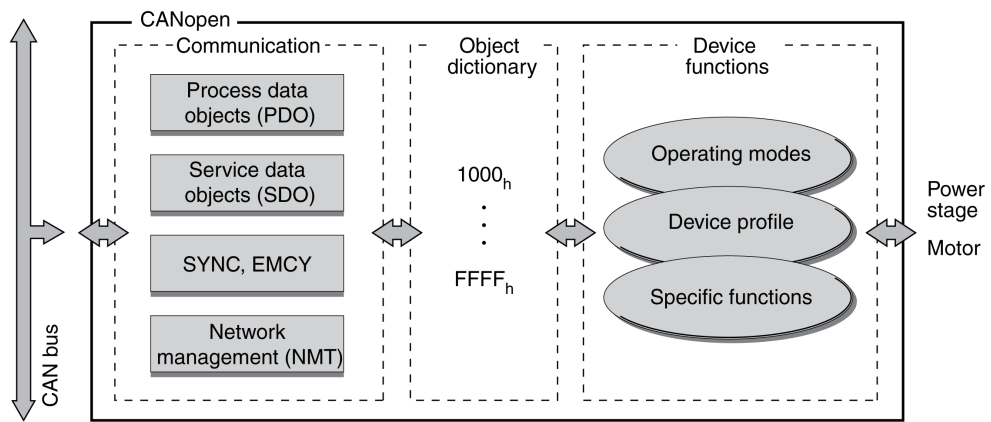 CANopen
Communication
Process data
objects (PDO)
Service data
objects (SDO)
SYNC, EMCY
Network
management (NMT)
Object
dictionary
1000h
.
.
.
FFFFh
Device
functions
Operating modes
Device profile
Specific functions
Power
stage
Motor
CAN bus